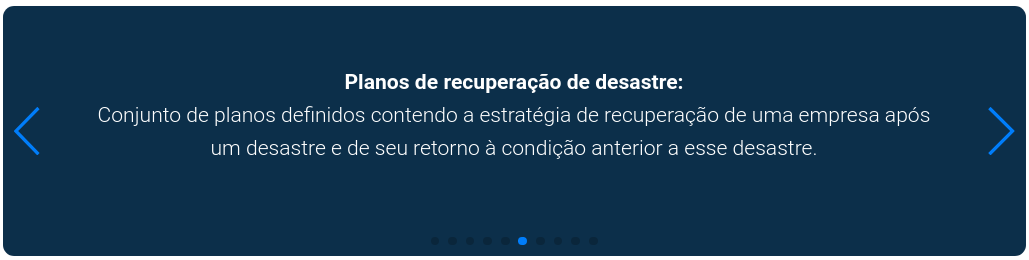 Planos de recuperação de desastre:
Conjunto de planos definidos contendo a estratégia de recuperação de uma empresa após
um desastre e de seu retorno à condição anterior a esse desastre.